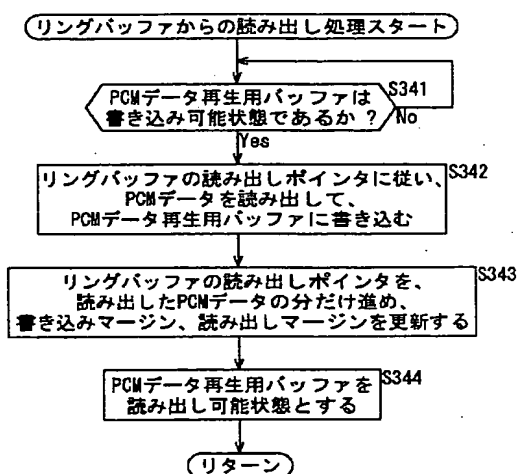 リングバッファからの読み出し処理スタート
PCMデータ再生用バッファは
書き込み可能状態であるか ?
S341
No
Yes
リングバッファの読み出しポインタに従い、
PCMデータを読み出して、
PCMデータ再生用バッファに書き込む
S342
リングバッファの読み出しポインタを、
読み出したPCMデータの分だけ進め、
書き込みマージン、読み出しマージンを更新する
S343
PCMデータ再生用バッファを
読み出し可能状態とする
S344
リターン